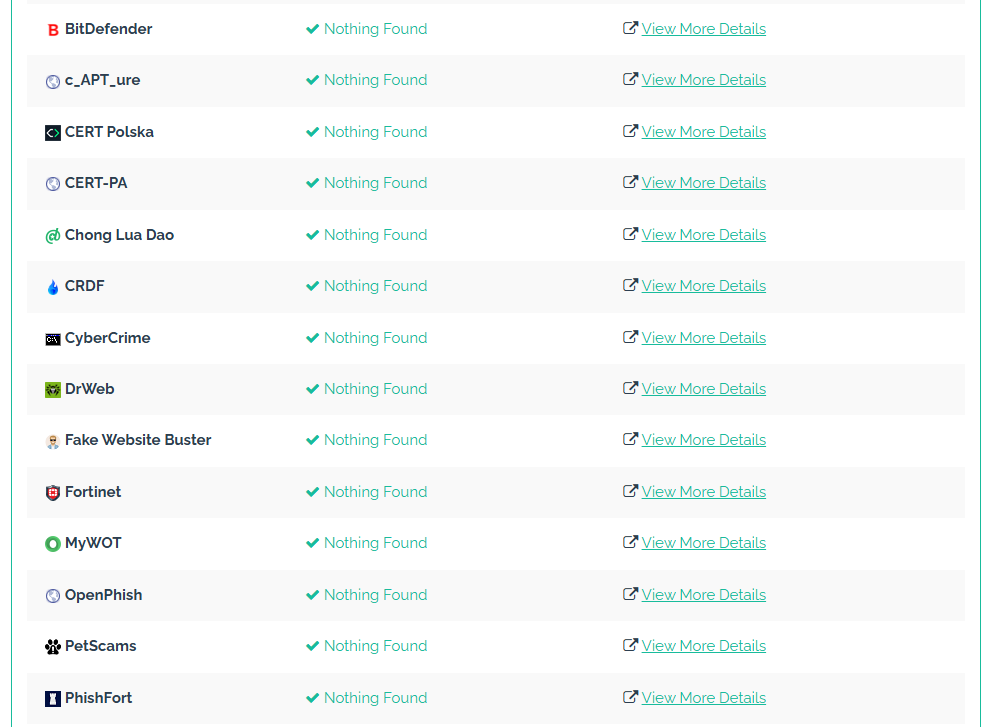 BitDefender Nothing Found View More Details
c_APT_ure Nothing Found View More Details
CERT Polska Nothing Found View More Details
CERT-PA Nothing Found View More Details
Chong Lua Dao Nothing Found View More Details
CRDF Nothing Found View More Details
CyberCrime Nothing Found View More Details
DrWeb Nothing Found View More Details
Fake Website Buster Nothing Found View More Details
Fortinet Nothing Found View More Details
MyWOT Nothing Found View More Details
OpenPhish Nothing Found View More Details
PetScams Nothing Found View More Details
PhishFort Nothing Found View More Details